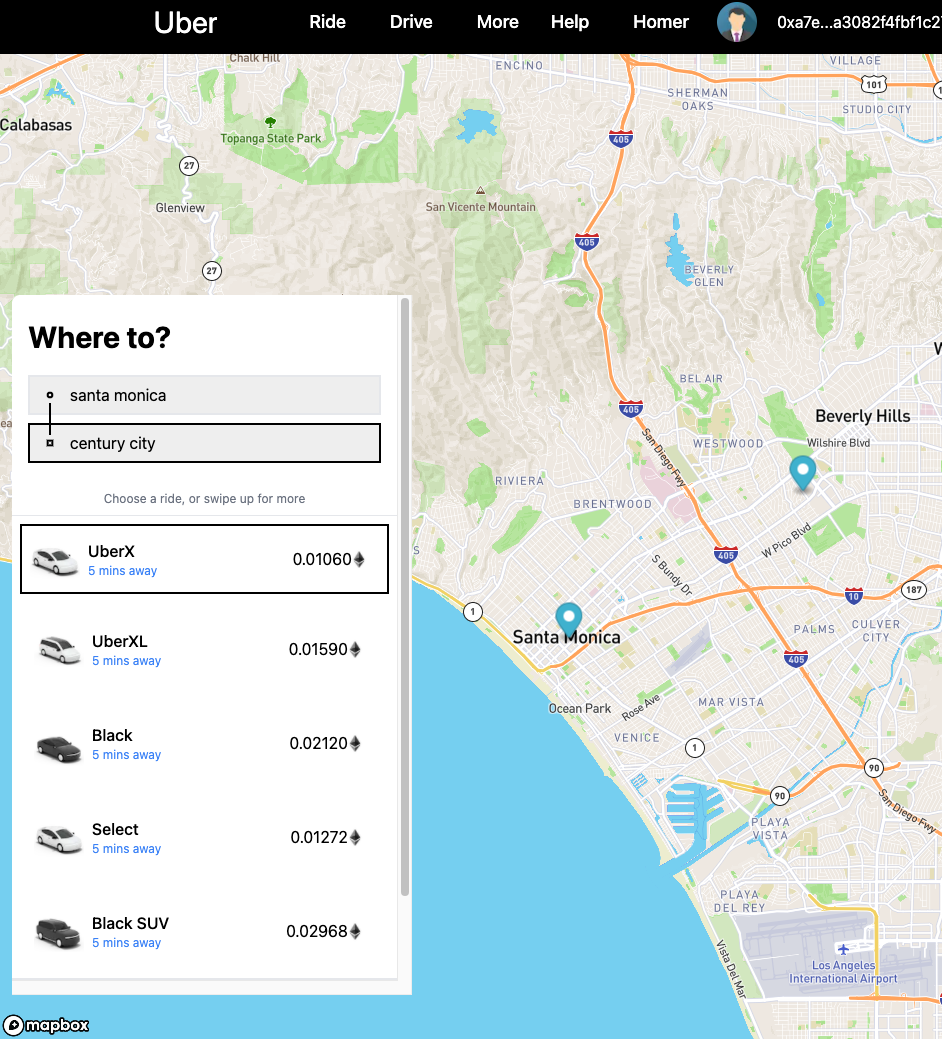 Uber
Ride
Drive
More
Help
Homer
0xa7e...a3082f4fbf1c2
Chalk Hill
ENCINO
VILLAGE
101
SHERMAN
OAKS
STUDIO CITY
Calabasas
Topanga State Park
405
27
Glenview
San Vicente Mountain
405
27
BEVERLY
GLEN
Where to?
santa monica
century city
Choose a ride, or swipe up for more
UberX
5 mins away
0.01060
UberXL
5 mins away
0.01590
Black
5 mins away
0.02120
Select
5 mins away
0.01272
Black SUV
5 mins away
0.02968
BEL AIR
405
Beverly Hills
San Diego Fwy
WESTWOOD
Wilshire Blvd
RIVIERA
BRENTWOOD
W Pico Blvd
405
S Bundy Dr
187
10
1
Santa Monica
PALMS
CULVER
CITY
405
Ocean Park
Rose Ave
MAR VISTA
VENICE
1
90
90
San Diego Fwy
PLAYA
VISTA
PLAYA
DEL REY
Vista Del Mar
Los Angeles
International Airport
mapbox